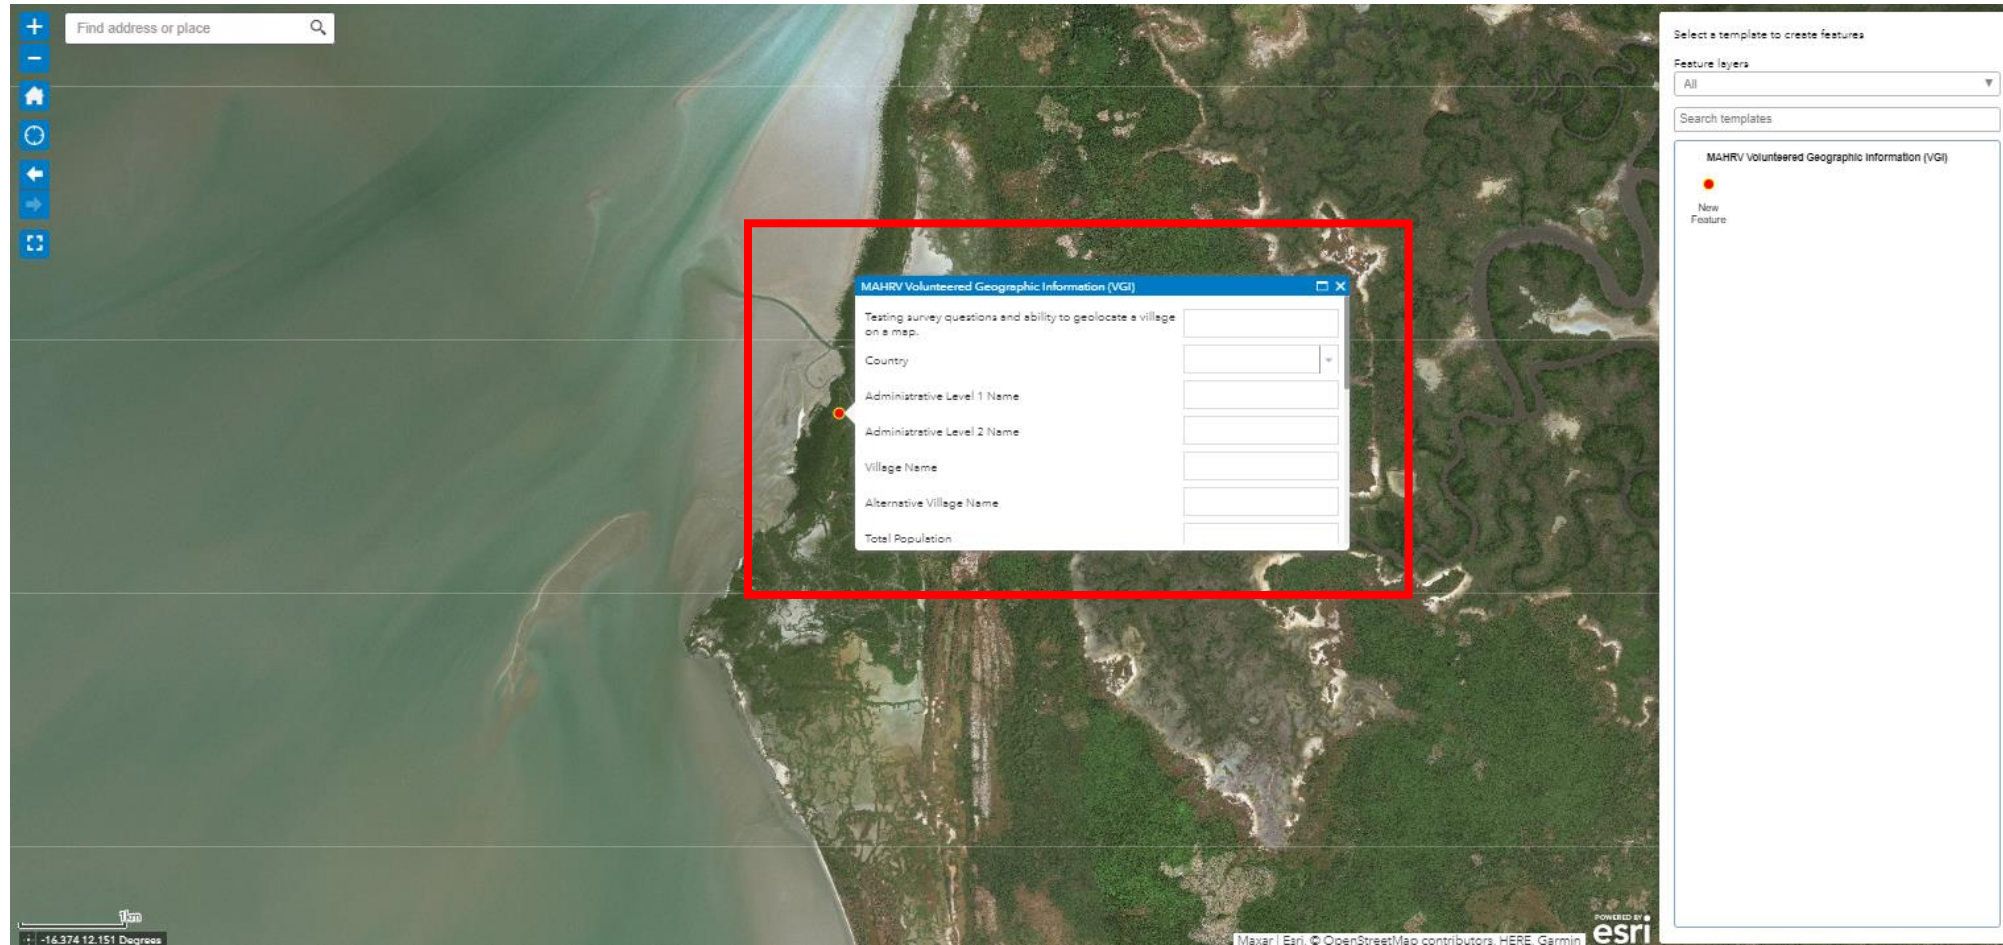 Find address or place
Select a template to create features
Feature layers
All
Search templates
MAHRV Volunteered Geographic Information (VGI)
New
Feature
MAHRV Volunteered Geographic Information (VGI)
Testing survey questions and ability to geolocate a village
on a map.
Country
Administrative Level 1 Name
Administrative Level 2 Name
Village Name
Alternative Village Name
Total Population
1km
-16.374 12.151 Degrees
Maxar | Esri, © OpenStreetMap contributors, HERE, Garmin
POWERED BY
esri